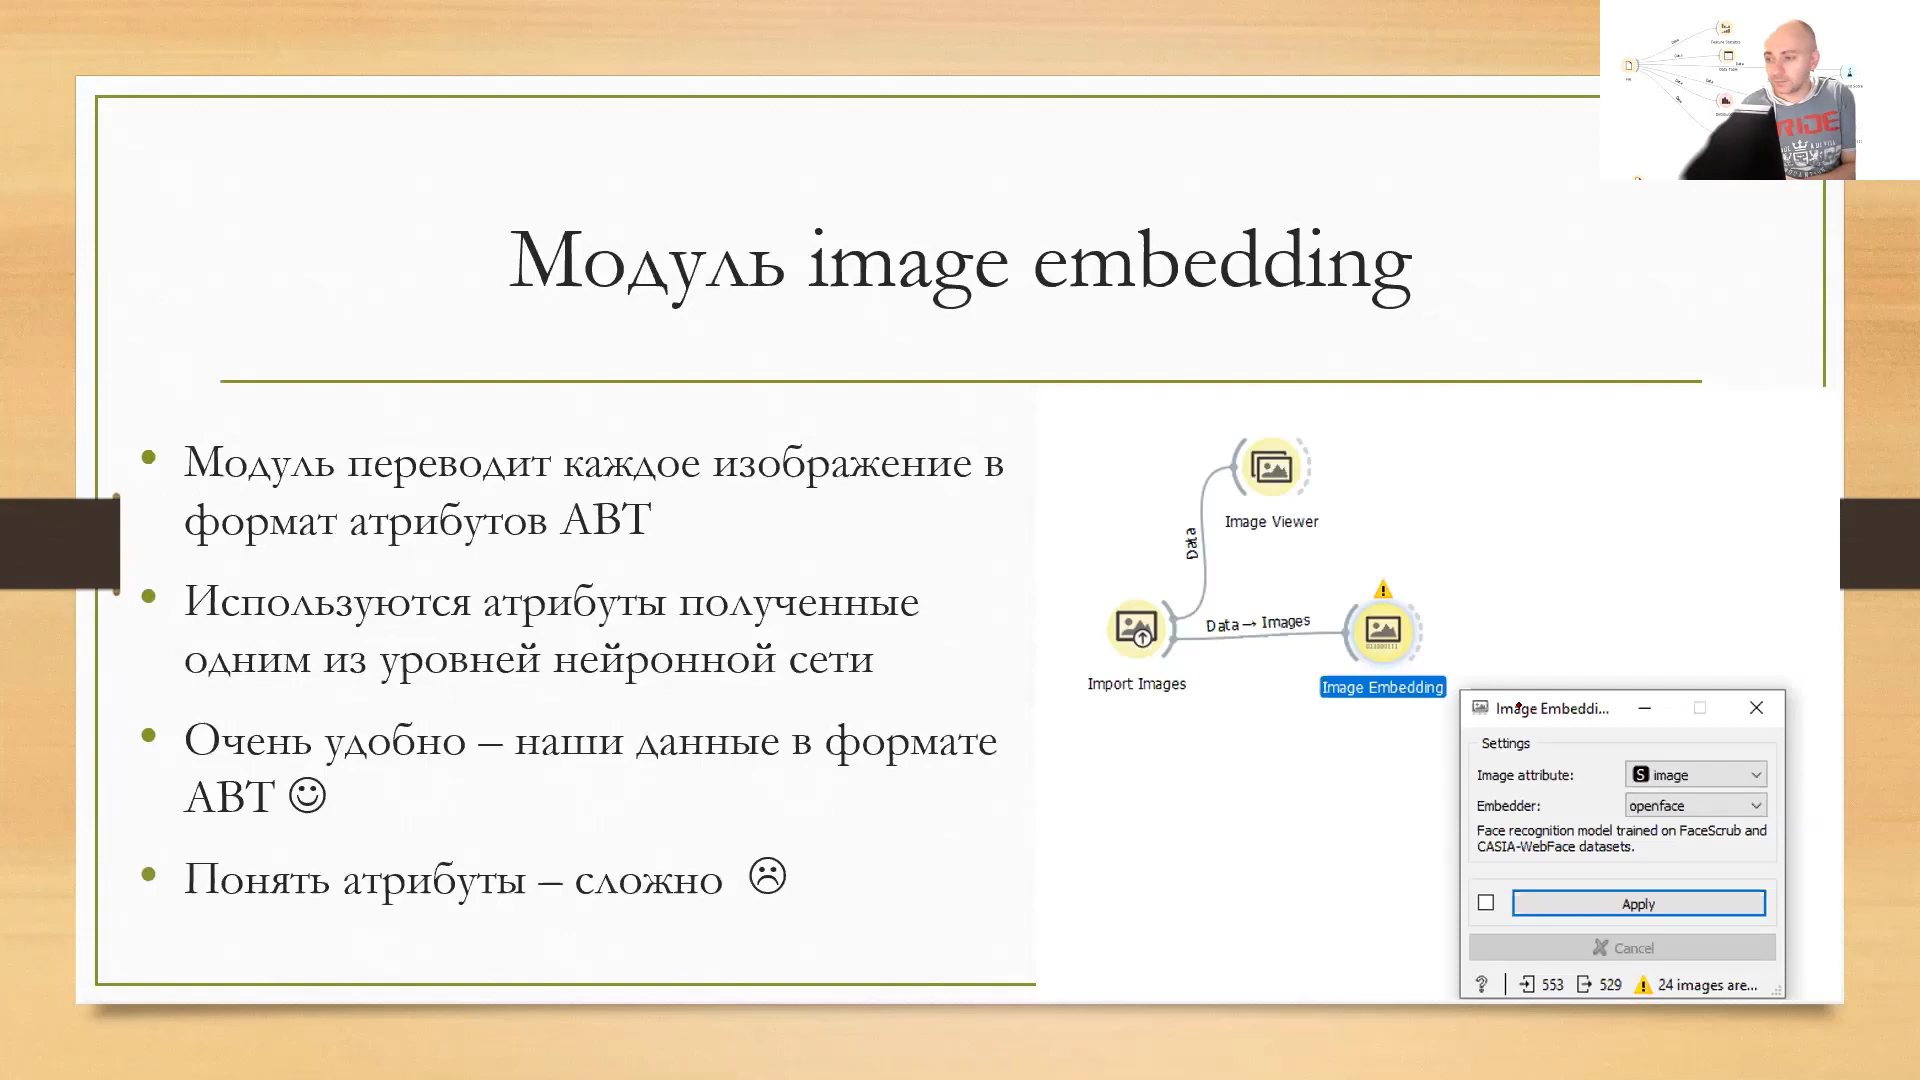 Модуль image embedding
Модуль переводит каждое изображение в
формат атрибутов АВТ
Используются атрибуты полученные
одним из уровней нейронной сети
Очень удобно – наши данные в формате
АВТ ☺
Понять атрибуты – сложно ☹
Image Viewer
Data
Data → Images
Import Images
Image Embedding
Image Embeddi...
Settings
Image attribute: S image
Embedder: openface
Face recognition model trained on FaceScrub and
CASIA-WebFace datasets.
Apply
Cancel
? 553 529 24 images are...
RIDE